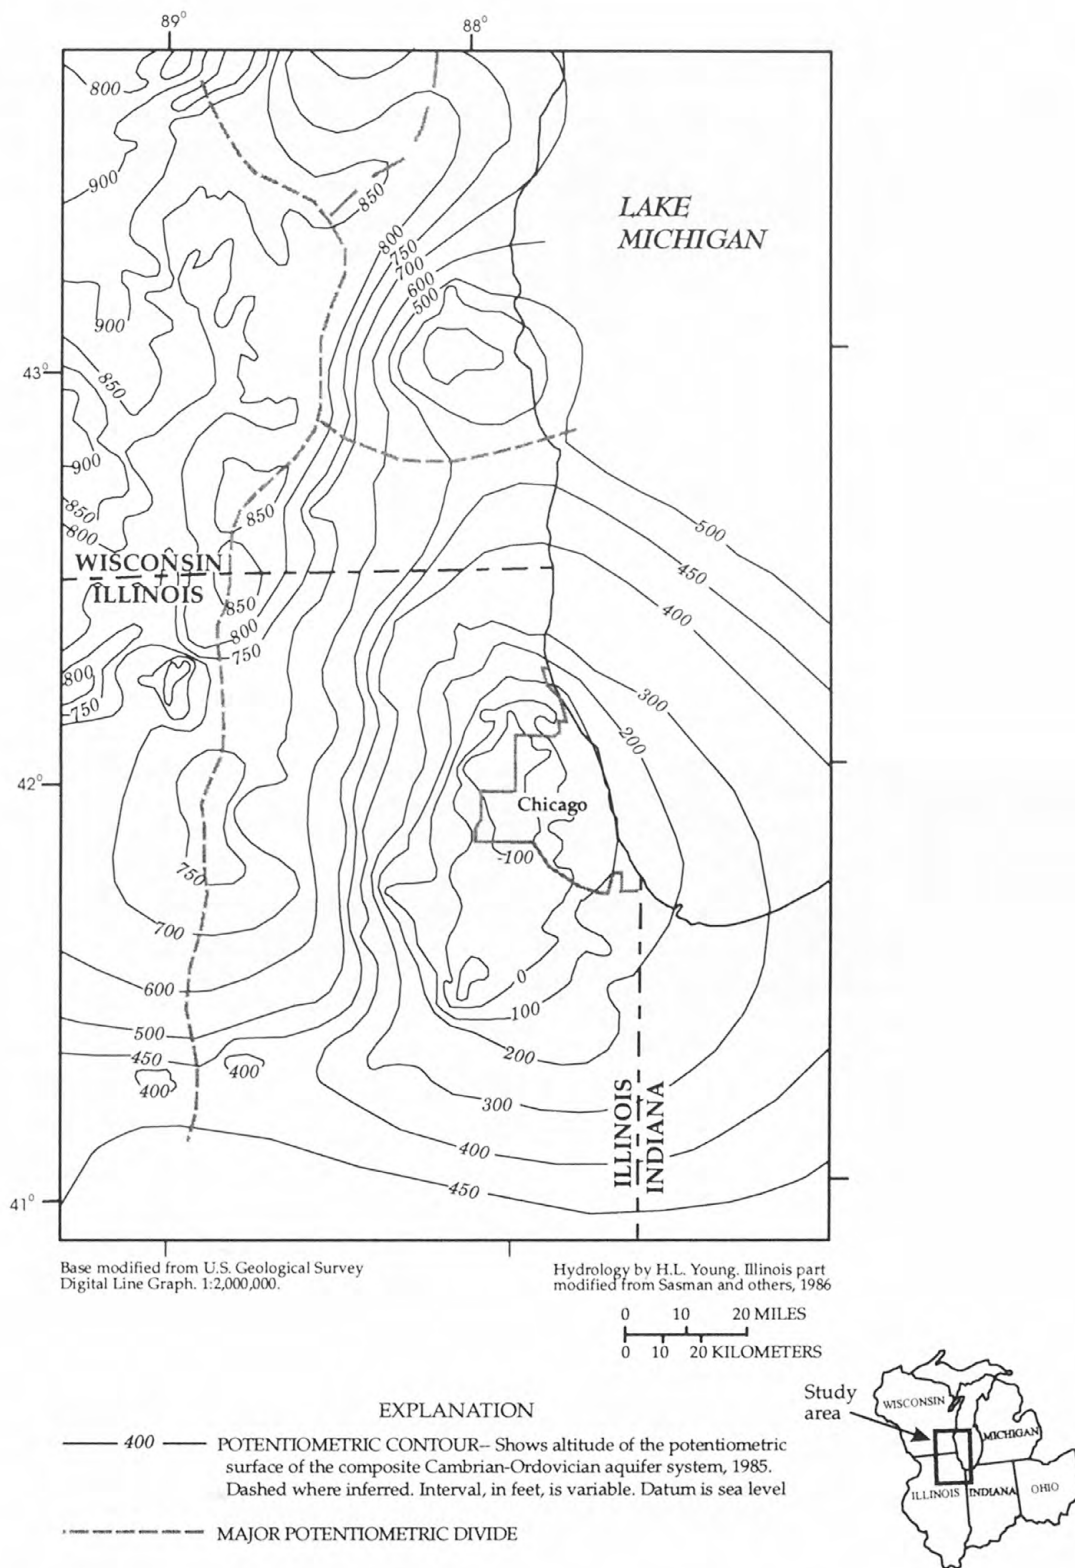 89°
88°
800
900
850
LAKE
MICHIGAN
800
750
700
600
500
900
43°
850
900
850
850
800
500
450
400
WISCONSIN
ILLINOIS
850
800
750
800
750
300
200
42°
Chicago
-100
750
700
0
600
100
500
200
450
400
400
300
400
ILLINOIS
INDIANA
450
41°
Base modified from U.S. Geological Survey
Digital Line Graph. 1:2,000,000.
Hydrology by H.L. Young. Illinois part
modified from Sasman and others, 1986
0 10 20 MILES
0 10 20 KILOMETERS
EXPLANATION
400 POTENTIOMETRIC CONTOUR-- Shows altitude of the potentiometric
surface of the composite Cambrian-Ordovician aquifer system, 1985.
Dashed where inferred. Interval, in feet, is variable. Datum is sea level
MAJOR POTENTIOMETRIC DIVIDE
Study
area
WISCONSIN
MICHIGAN
ILLINOIS
INDIANA
OHIO